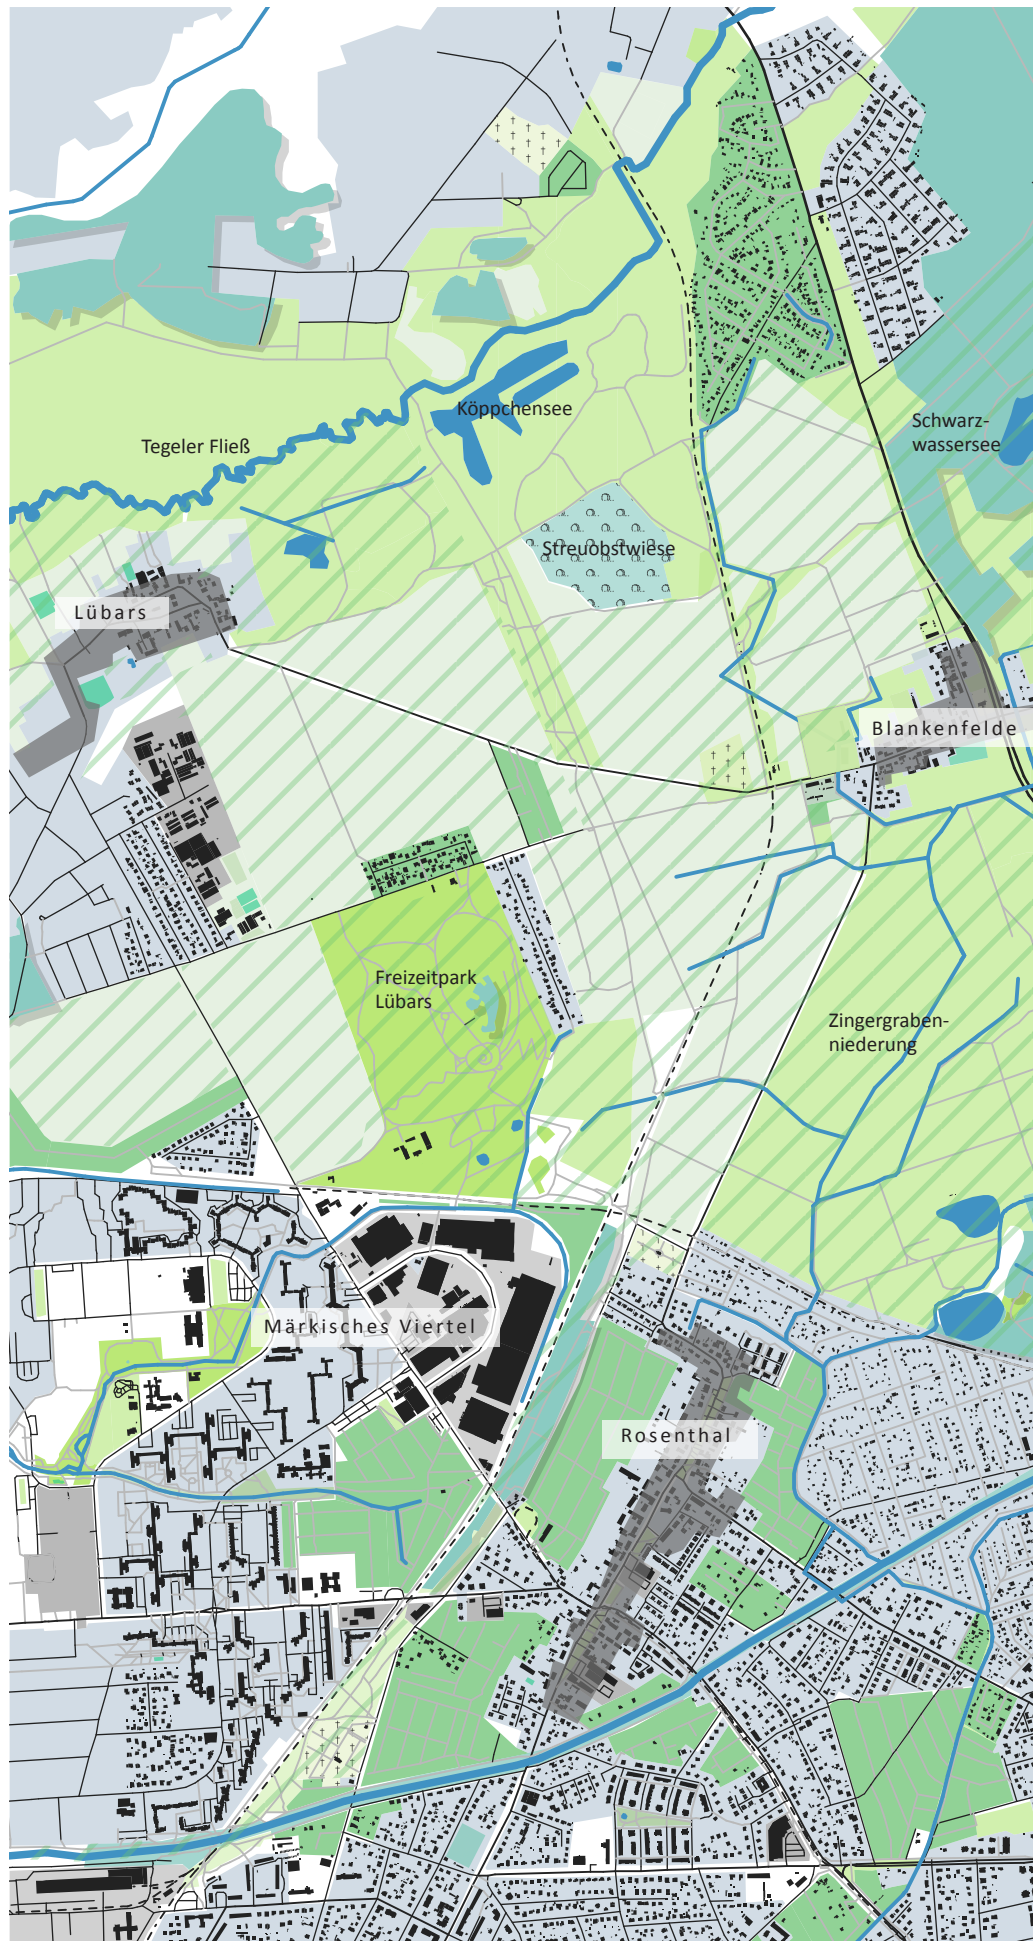 Köppchensee
Schwarz-
wassersee
Tegeler Fließ
Streuobstwiese
Lübars
Blankenfelde
Freizeitpark
Lübars
Zingergraben-
niederung
Märkisches Viertel
Rosenthal